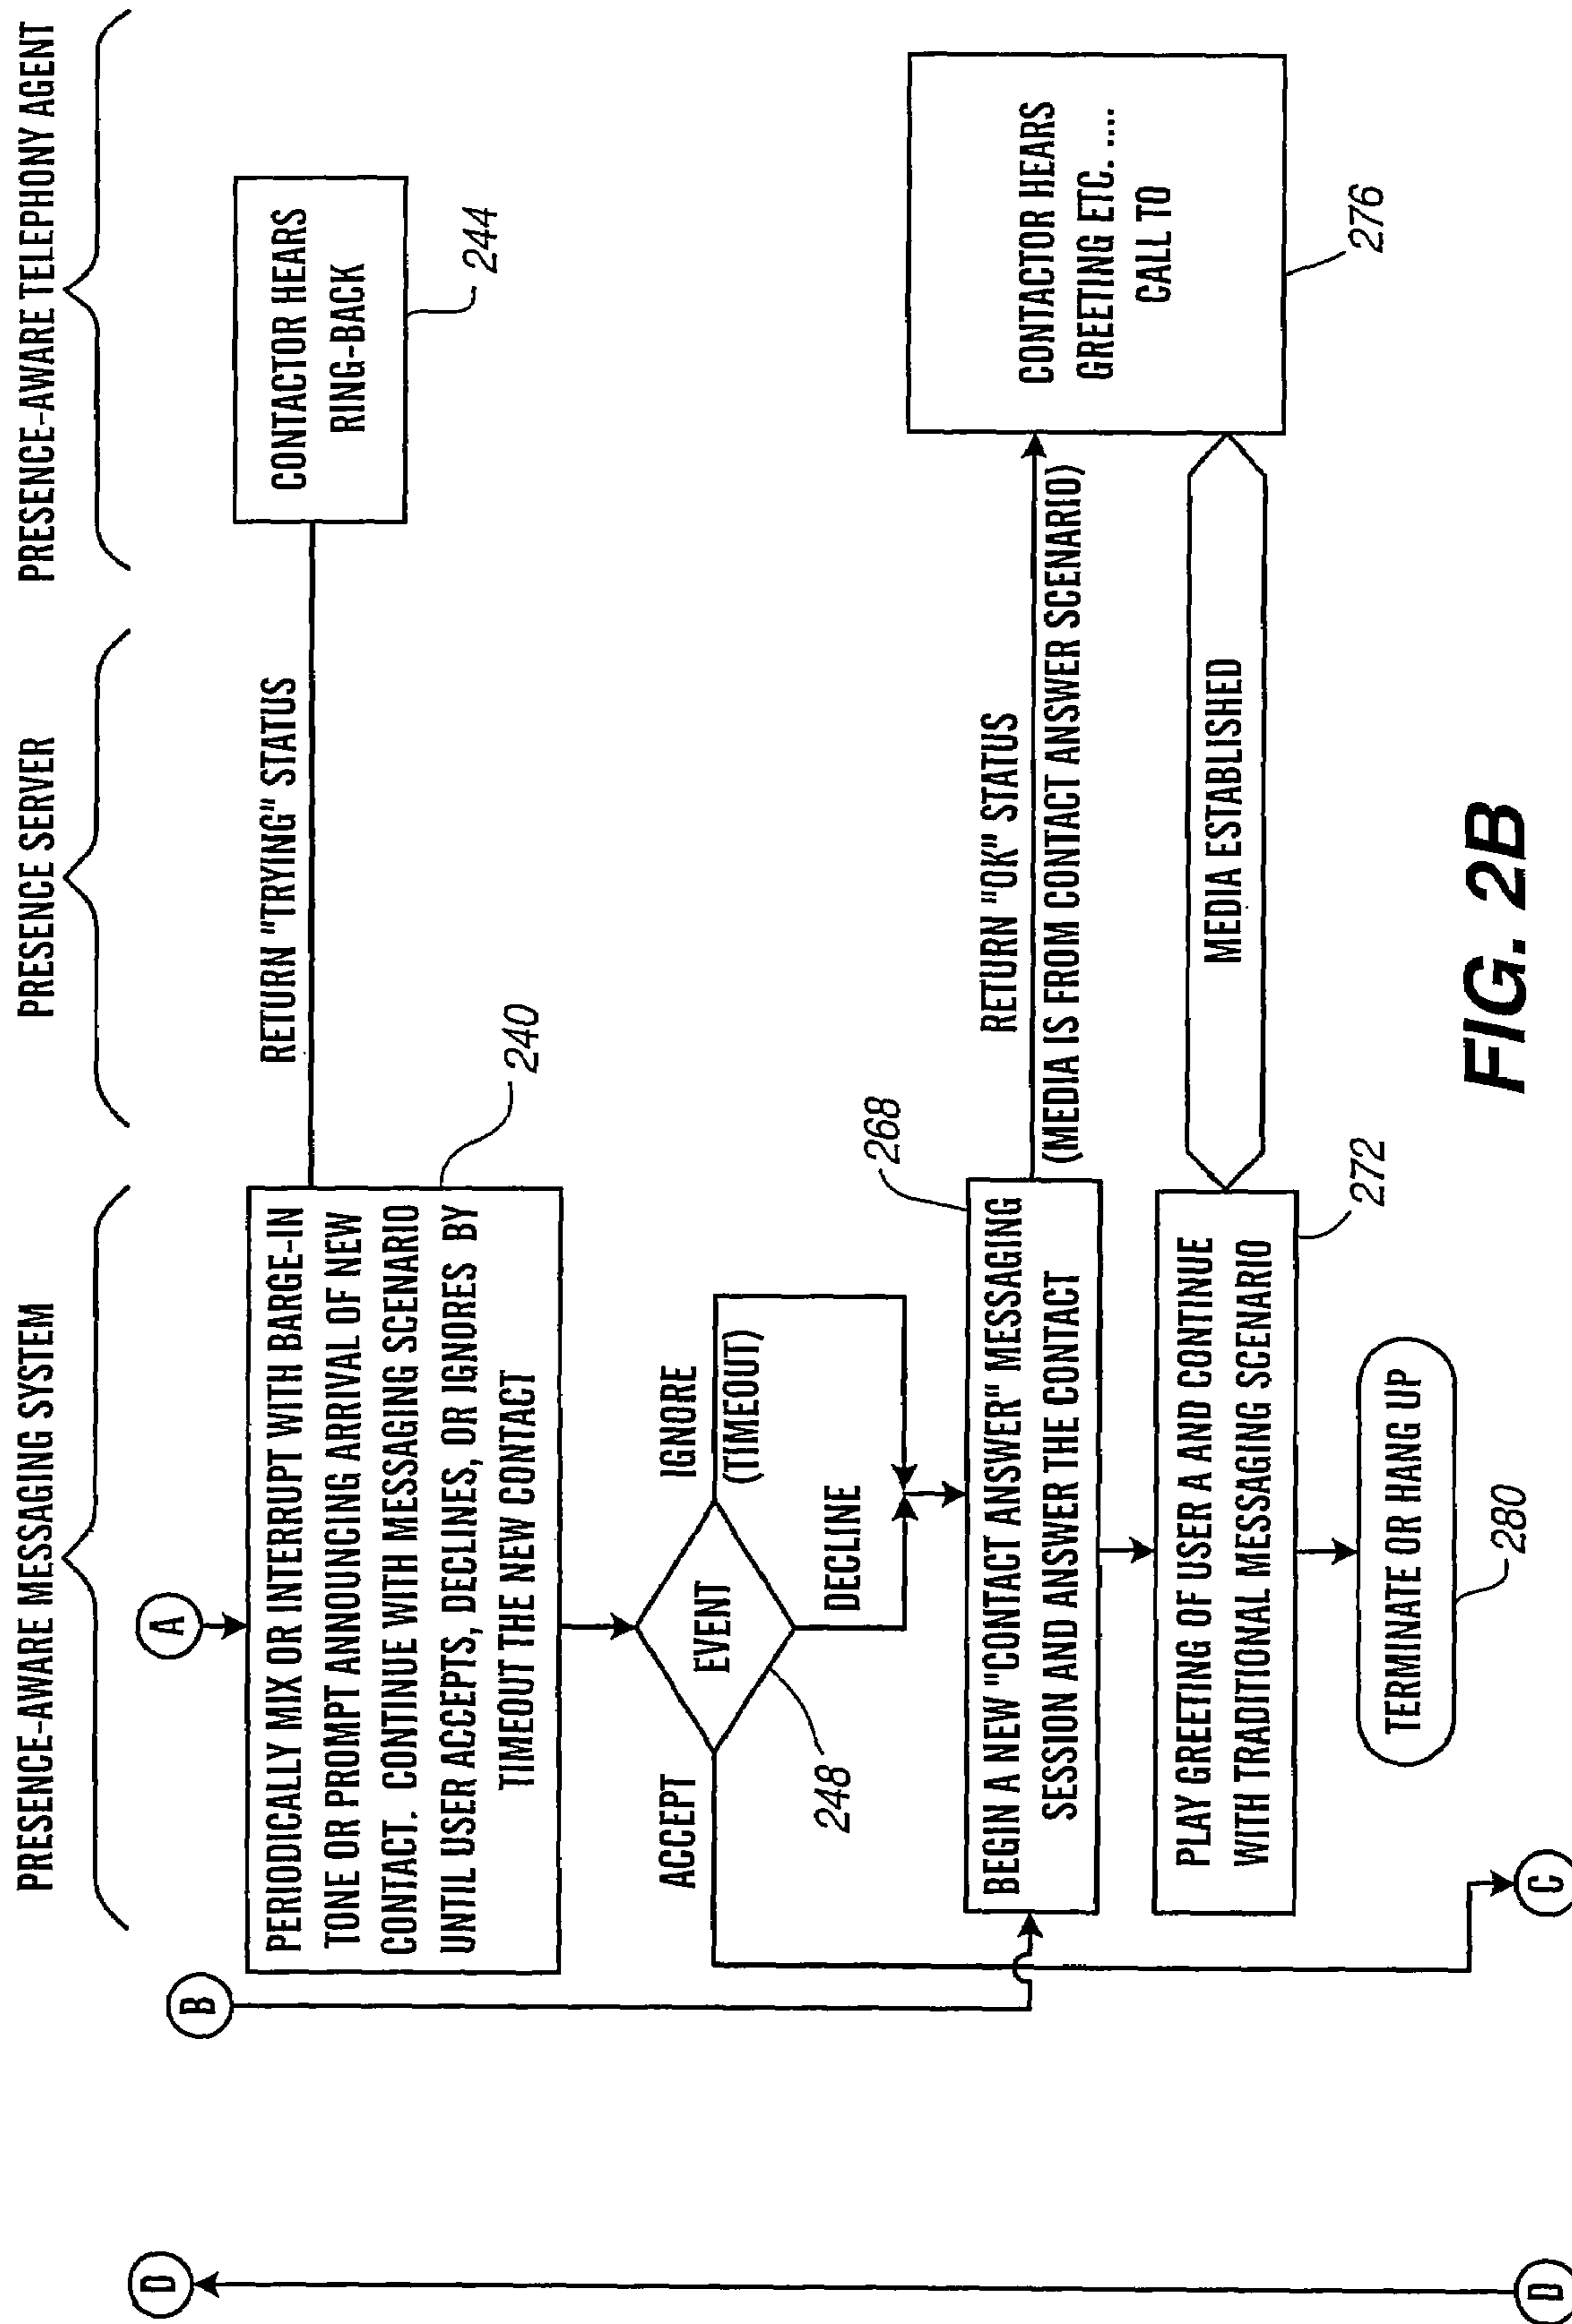 PRESENCE-AWARE MESSAGING SYSTEM
PRESENCE SERVER
PRESENCE-AWARE TELEPHONY AGENT
D
B
A
PERIODICALLY MIX OR INTERRUPT WITH BARGE-IN
TONE OR PROMPT ANNOUNCING ARRIVAL OF NEW
CONTACT. CONTINUE WITH MESSAGING SCENARIO
UNTIL USER ACCEPTS, DECLINES, OR IGNORES BY
TIMEOUT THE NEW CONTACT
240
RETURN "TRYING" STATUS
CONTACTOR HEARS
RING-BACK
244
ACCEPT
EVENT
248
IGNORE
(TIMEOUT)
DECLINE
BEGIN A NEW "CONTACT ANSWER" MESSAGING
SESSION AND ANSWER THE CONTACT
268
RETURN "OK" STATUS
(MEDIA IS FROM CONTACT ANSWER SCENARIO)
CONTACTOR HEARS
GREETING ETC. ....
CALL TO
276
PLAY GREETING OF USER A AND CONTINUE
WITH TRADITIONAL MESSAGING SCENARIO
272
MEDIA ESTABLISHED
TERMINATE OR HANG UP
280
D
C
FIG. 2B